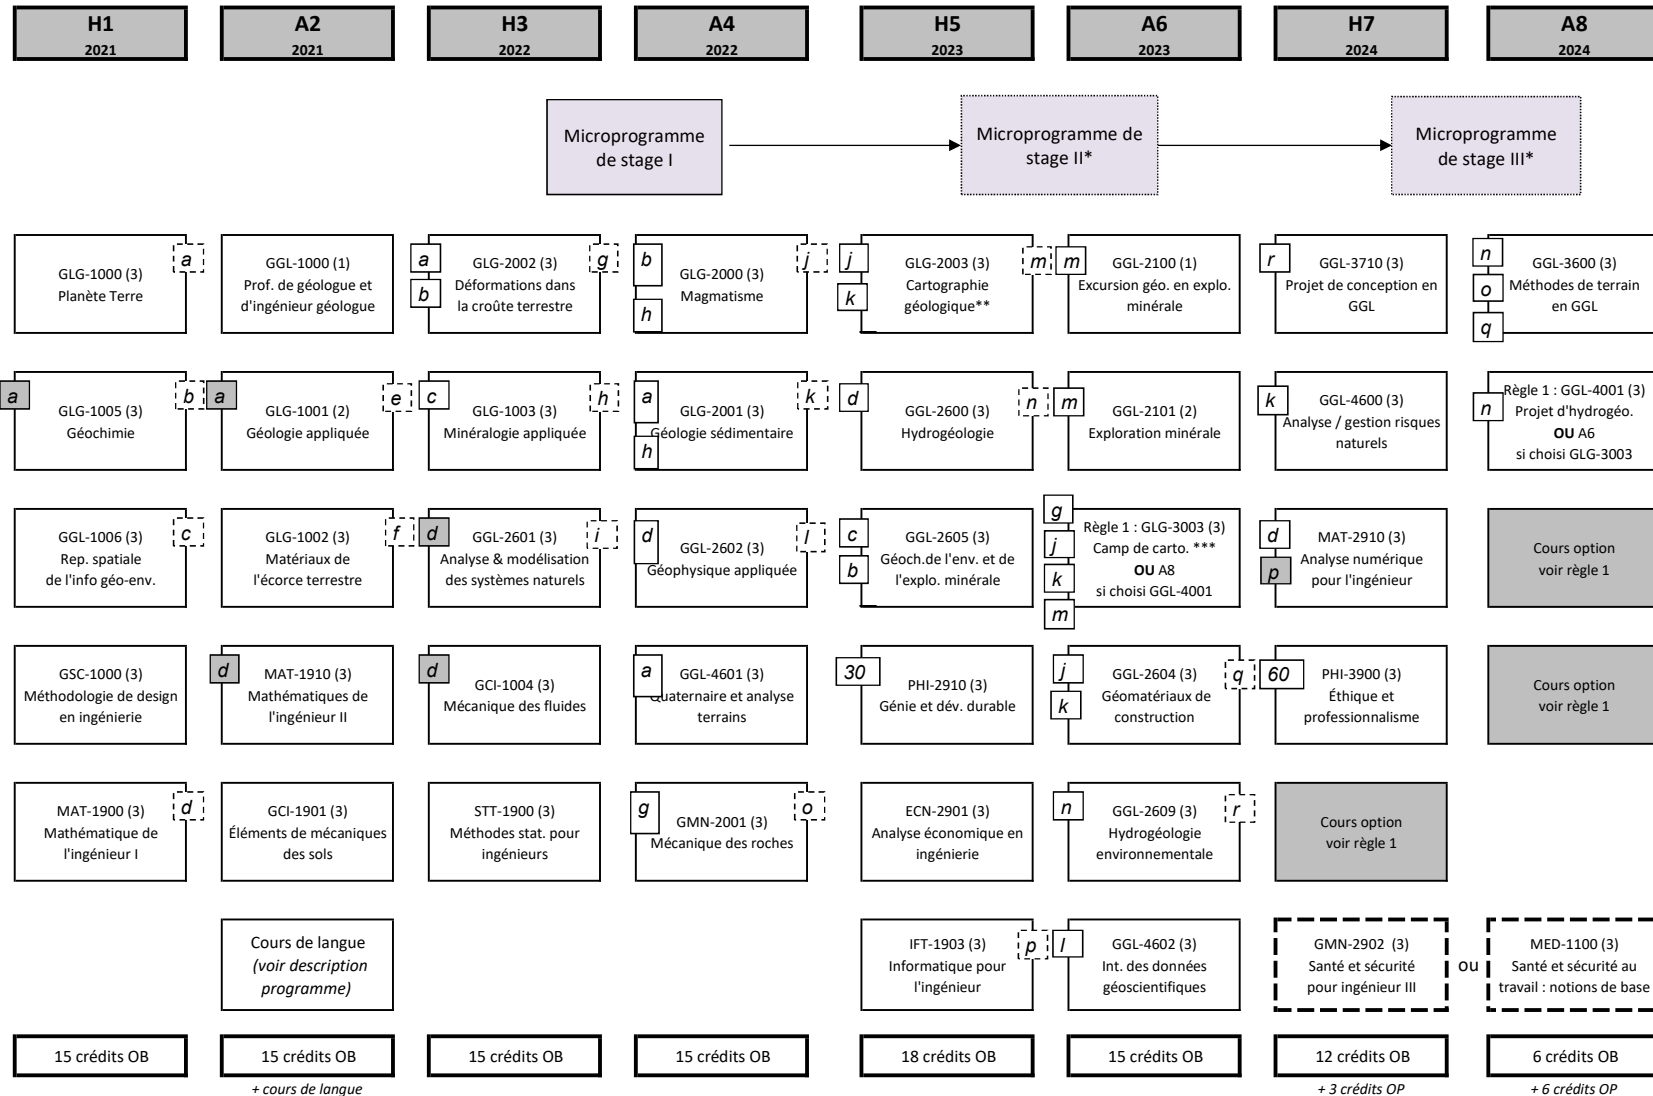 H1
2021
A2
2021
H3
2022
A4
2022
H5
2023
A6
2023
H7
2024
A8
2024
Microprogramme
de stage I
Microprogramme de
stage II*
Microprogramme
de stage III*
GLG-1000 (3)
Planète Terre
a
GGL-1000 (1)
Prof. de géologue et
d'ingénieur géologue
a
b
GLG-2002 (3)
Déformations dans
la croûte terrestre
g
b
h
GLG-2000 (3)
Magmatisme
j
j
k
GLG-2003 (3)
Cartographie
géologique**
m
m
GGL-2100 (1)
Excursion géo. en explo.
minérale
r
GGL-3710 (3)
Projet de conception en
GGL
n
o
q
GGL-3600 (3)
Méthodes de terrain
en GGL
a
GLG-1005 (3)
Géochimie
b
a
GLG-1001 (2)
Géologie appliquée
e
c
GLG-1003 (3)
Minéralogie appliquée
h
a
h
GLG-2001 (3)
Géologie sédimentaire
k
d
GGL-2600 (3)
Hydrogéologie
n
m
GGL-2101 (2)
Exploration minérale
k
GGL-4600 (3)
Analyse / gestion risques
naturels
n
Règle 1 : GGL-4001 (3)
Projet d'hydrogéo.
OU A6
si choisi GLG-3003
GGL-1006 (3)
Rep. spatiale
de l'info géo-env.
c
GLG-1002 (3)
Matériaux de
l'écorce terrestre
f
d
GGL-2601 (3)
Analyse & modélisation
des systèmes naturels
i
d
GGL-2602 (3)
Géophysique appliquée
l
c
b
GGL-2605 (3)
Géoch.de l'env. et de
l'explo. minérale
g
j
k
m
Règle 1 : GLG-3003 (3)
Camp de carto. ***
OU A8
si choisi GGL-4001
d
p
MAT-2910 (3)
Analyse numérique
pour l'ingénieur
Cours option
voir règle 1
GSC-1000 (3)
Méthodologie de design
en ingénierie
d
MAT-1910 (3)
Mathématiques de
l'ingénieur II
d
GCI-1004 (3)
Mécanique des fluides
a
GGL-4601 (3)
Quaternaire et analyse
terrains
30
PHI-2910 (3)
Génie et dév. durable
j
k
GGL-2604 (3)
Géomatériaux de
construction
q
60
PHI-3900 (3)
Éthique et
professionnalisme
Cours option
voir règle 1
MAT-1900 (3)
Mathématique de
l'ingénieur I
d
GCI-1901 (3)
Éléments de mécaniques
des sols
STT-1900 (3)
Méthodes stat. pour
ingénieurs
g
GMN-2001 (3)
Mécanique des roches
o
ECN-2901 (3)
Analyse économique en
ingénierie
n
GGL-2609 (3)
Hydrogéologie
environnementale
r
Cours option
voir règle 1
Cours de langue
(voir description
programme)
IFT-1903 (3)
Informatique pour
l'ingénieur
p
l
GGL-4602 (3)
Int. des données
géoscientifiques
GMN-2902 (3)
Santé et sécurité
pour ingénieur III
ou
MED-1100 (3)
Santé et sécurité au
travail : notions de base
15 crédits OB
15 crédits OB
+ cours de langue
15 crédits OB
15 crédits OB
18 crédits OB
15 crédits OB
12 crédits OB
+ 3 crédits OP
6 crédits OB
+ 6 crédits OP